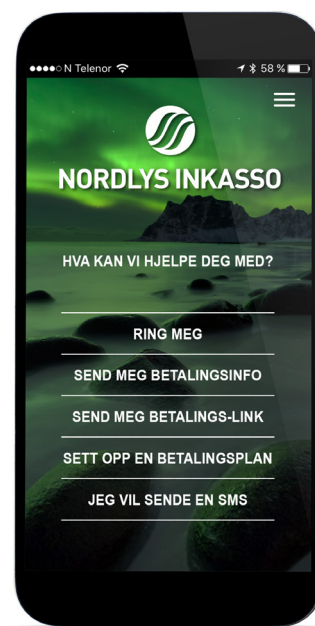 N Telenor
58 %
NORDLYS INKASSO
HVA KAN VI HJELPE DEG MED?
RING MEG
SEND MEG BETALINGSINFO
SEND MEG BETALINGS-LINK
SETT OPP EN BETALINGSPLAN
JEG VIL SENDE EN SMS